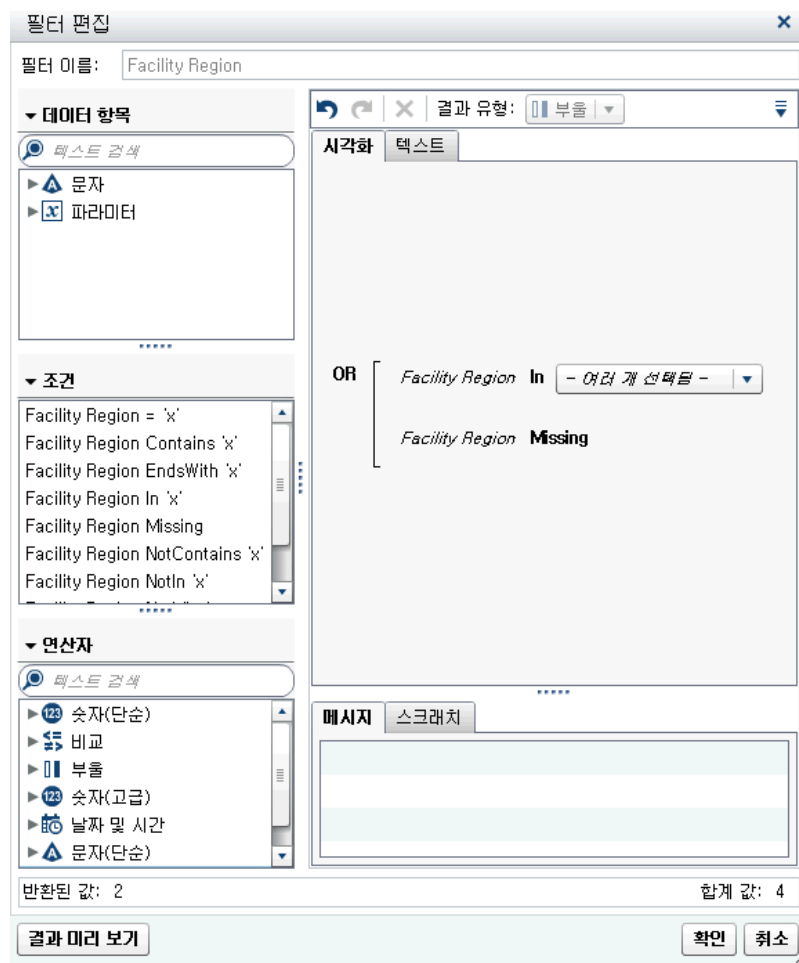 필터 편집
필터 이름: Facility Region
데이터 항목
텍스트 검색
문자
파라미터
조건
Facility Region = 'x'
Facility Region Contains 'x'
Facility Region EndsWith 'x'
Facility Region In 'x'
Facility Region Missing
Facility Region NotContains 'x'
Facility Region NotIn 'x'
연산자
텍스트 검색
숫자(단순)
비교
부울
숫자(고급)
날짜 및 시간
문자(단순)
결과 유형: 부울
시각화 텍스트
OR Facility Region In - 여러 개 선택됨 -
Facility Region Missing
메시지 스크래치
반환된 값: 2 합계 값: 4
결과 미리 보기 확인 취소